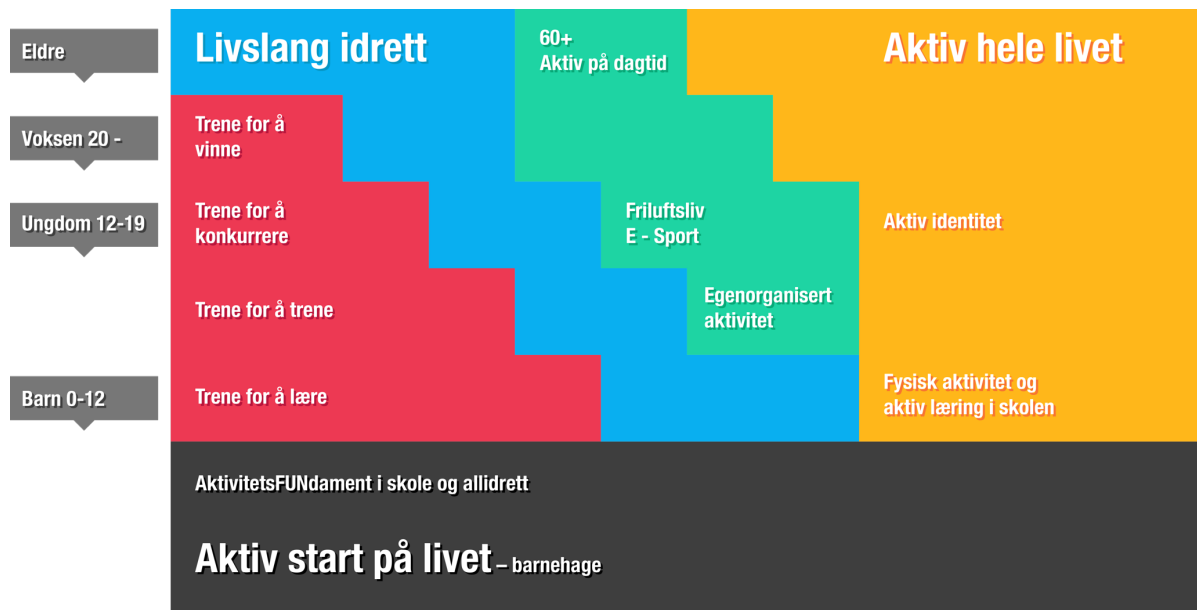 Eldre
Livslang idrett
60+
Aktiv på dagtid
Aktiv hele livet
Voksen 20 -
Trene for å
vinne
Ungdom 12-19
Trene for å
konkurrere
Friluftsliv
E - Sport
Aktiv identitet
Trene for å trene
Egenorganisert
aktivitet
Barn 0-12
Trene for å lære
Fysisk aktivitet og
aktiv læring i skolen
AktivitetsFUNdament i skole og allidrett
Aktiv start på livet – barnehage